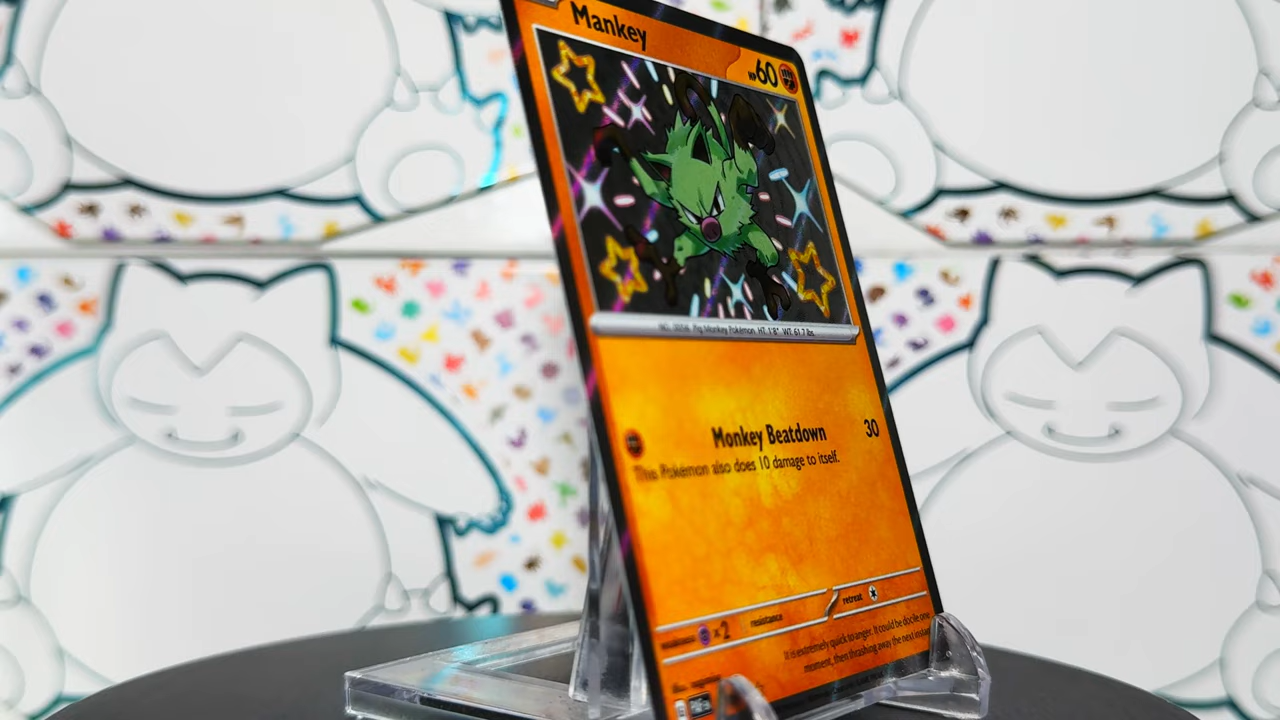 Mankey
HP60
NO. 0056 Pig Monkey Pokémon HT: 1'8" WT: 61.7 lbs.
Monkey Beatdown 30
This Pokémon also does 10 damage to itself.
weakness ×2 resistance retreat
It is extremely quick to anger. It could be docile one
moment, then thrashing away the next instant